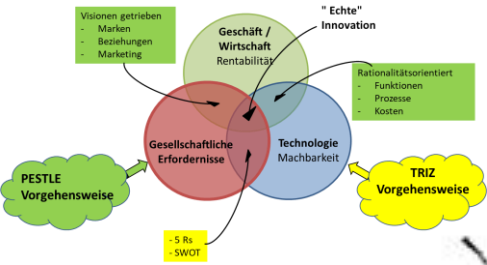 Visionen getrieben
- Marken
- Beziehungen
- Marketing
Geschäft /
Wirtschaft
Rentabilität
" Echte"
Innovation
Rationalitätsorientiert
- Funktionen
- Prozesse
- Kosten
Gesellschaftliche
Erfordernisse
Technologie
Machbarkeit
PESTLE
Vorgehensweise
TRIZ
Vorgehensweise
- 5 Rs
- SWOT